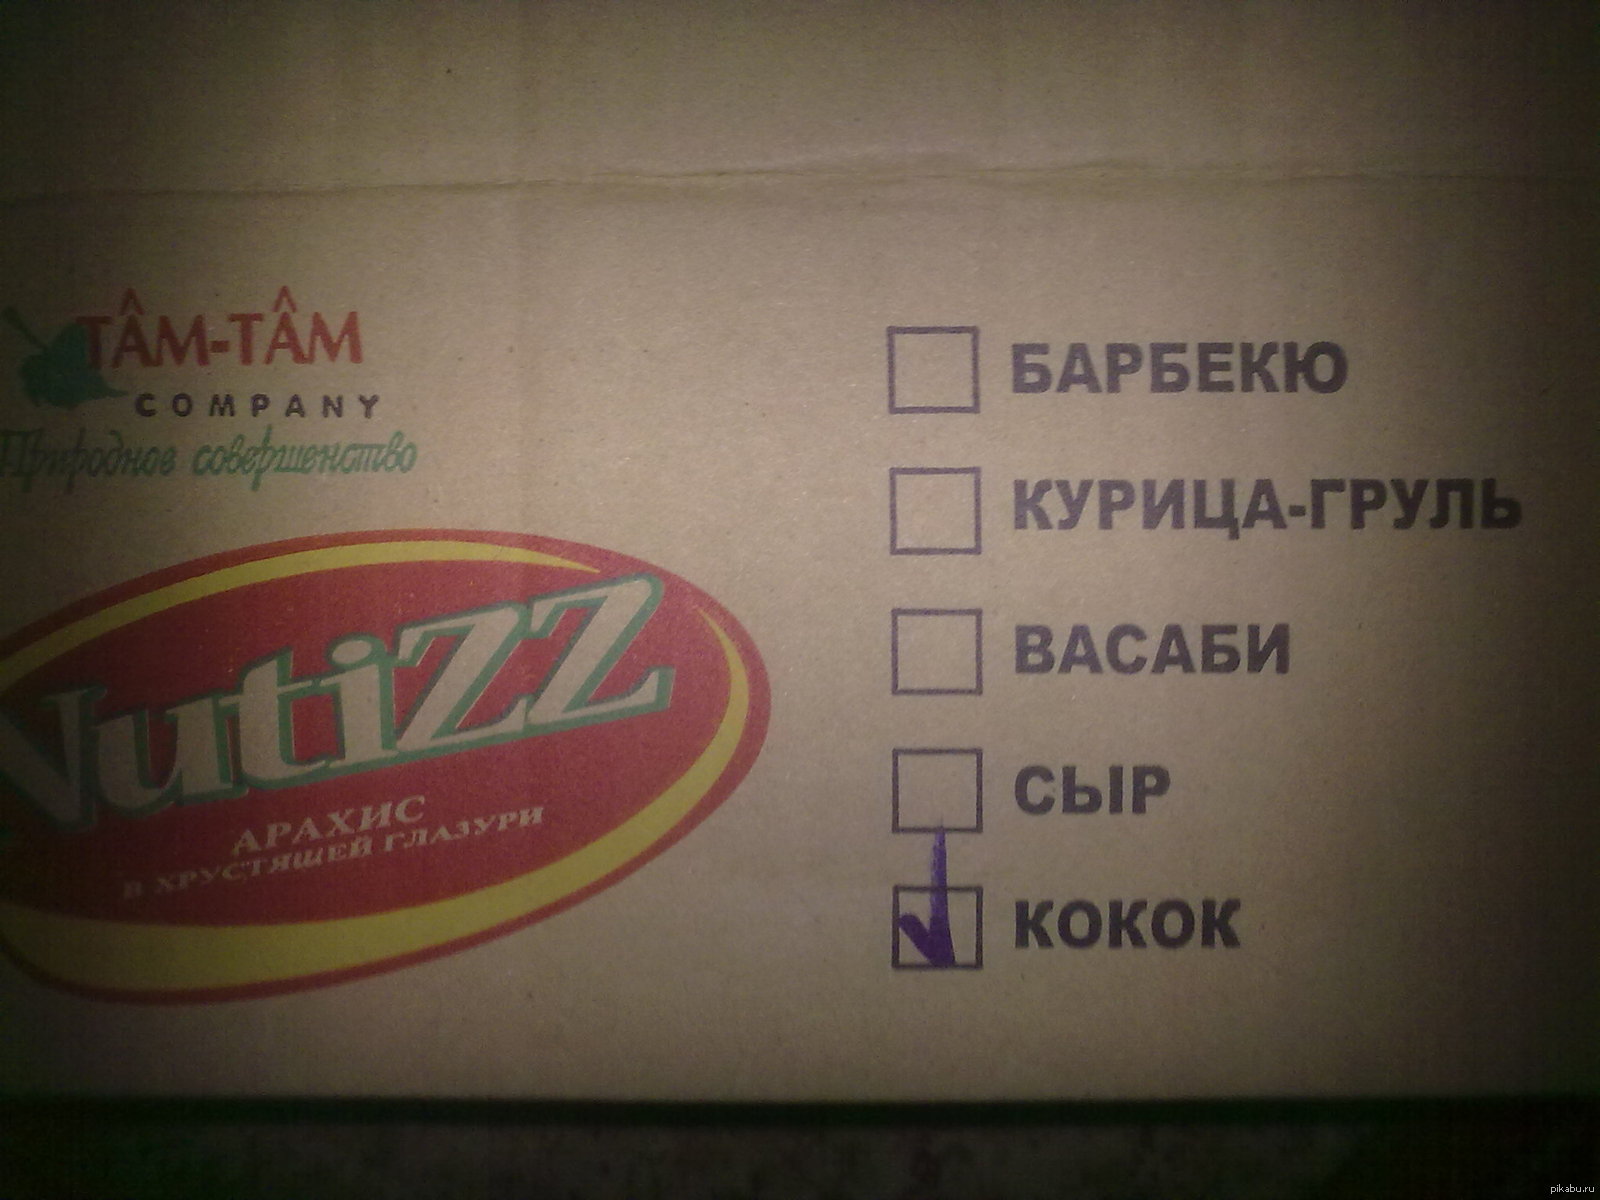 TÂM-TÂM
COMPANY
Природное совершенство
NutiZZ
АРАХИС
В ХРУСТЯЩЕЙ ГЛАЗУРИ
БАРБЕКЮ
КУРИЦА-ГРУЛЬ
ВАСАБИ
СЫР
КОКОК
pikabu.ru